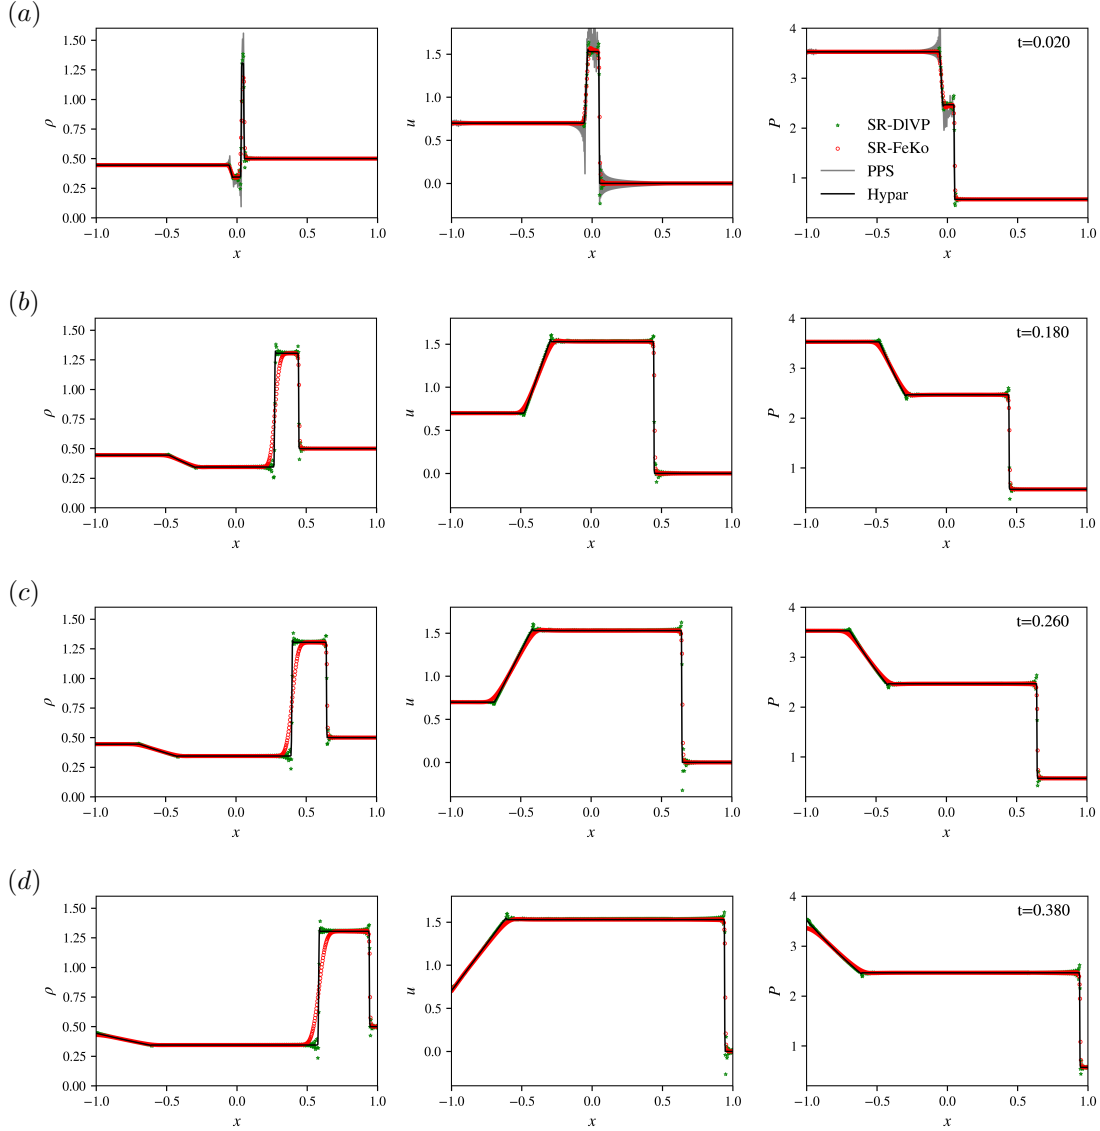 (a)
1.50
1.25
1.00
0.75
0.50
0.25
0.00
ρ
−1.0 −0.5 0.0 0.5 1.0
x
1.5
1.0
0.5
0.0
u
−1.0 −0.5 0.0 0.5 1.0
x
4
3
2
1
P
t=0.020
SR-DlVP
SR-FeKo
PPS
Hypar
−1.0 −0.5 0.0 0.5 1.0
x
(b)
1.50
1.25
1.00
0.75
0.50
0.25
0.00
ρ
−1.0 −0.5 0.0 0.5 1.0
x
1.5
1.0
0.5
0.0
u
−1.0 −0.5 0.0 0.5 1.0
x
4
3
2
1
P
t=0.180
−1.0 −0.5 0.0 0.5 1.0
x
(c)
1.50
1.25
1.00
0.75
0.50
0.25
0.00
ρ
−1.0 −0.5 0.0 0.5 1.0
x
1.5
1.0
0.5
0.0
u
−1.0 −0.5 0.0 0.5 1.0
x
4
3
2
1
P
t=0.260
−1.0 −0.5 0.0 0.5 1.0
x
(d)
1.50
1.25
1.00
0.75
0.50
0.25
0.00
ρ
−1.0 −0.5 0.0 0.5 1.0
x
1.5
1.0
0.5
0.0
u
−1.0 −0.5 0.0 0.5 1.0
x
4
3
2
1
P
t=0.380
−1.0 −0.5 0.0 0.5 1.0
x